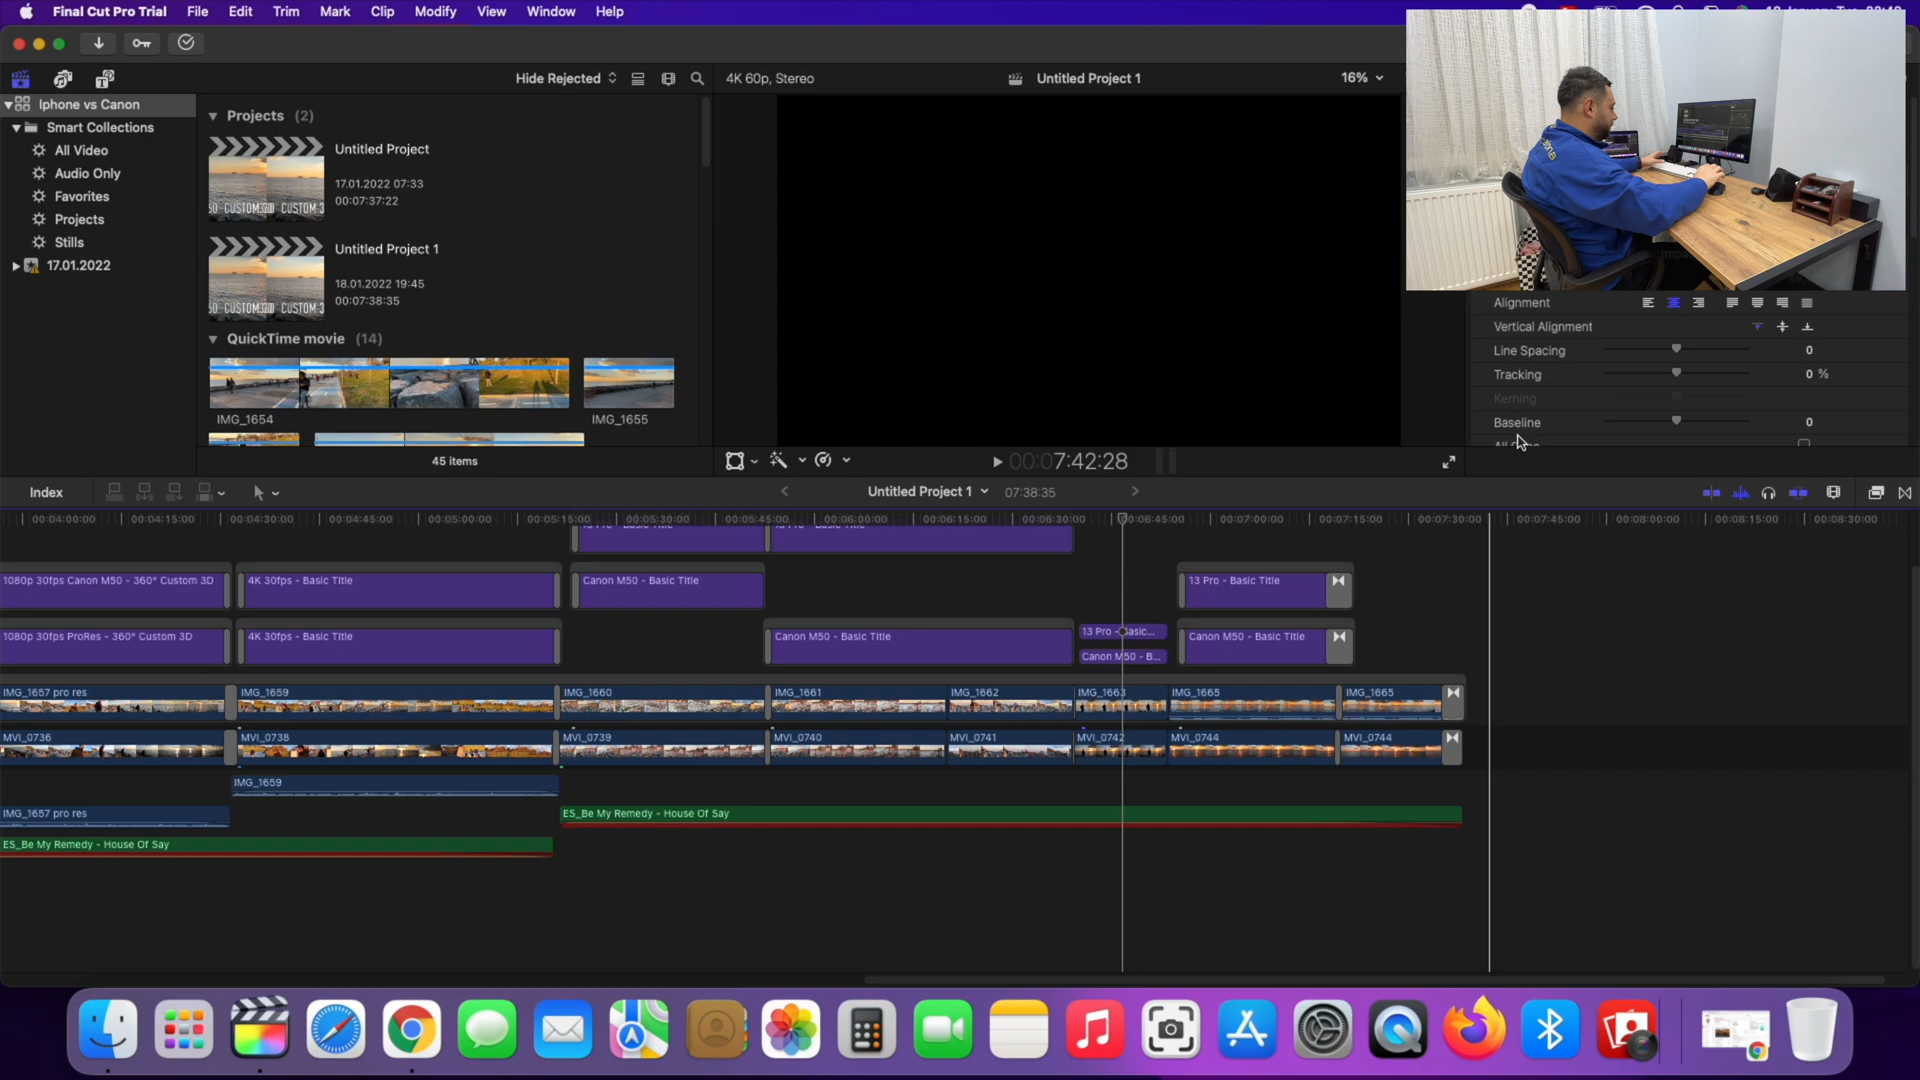 Final Cut Pro Trial File Edit Trim Mark Clip Modify View Window Help
Hide Rejected
4K 60p, Stereo
Untitled Project 1
16%
Iphone vs Canon
Smart Collections
All Video
Audio Only
Favorites
Projects
Stills
17.01.2022
Projects (2)
Untitled Project
17.01.2022 07:33
00:07:37:22
Untitled Project 1
18.01.2022 19:45
00:07:38:35
QuickTime movie (14)
IMG_1654
IMG_1655
45 items
00:07:42:28
Alignment
Vertical Alignment
Line Spacing 0
Tracking 0 %
Kerning
Baseline 0
Index
Untitled Project 1 07:38:35
00:04:00:00 00:04:15:00 00:04:30:00 00:04:45:00 00:05:00:00 00:05:15:00 00:05:30:00 00:05:45:00 00:06:00:00 00:06:15:00 00:06:30:00 00:06:45:00 00:07:00:00 00:07:15:00 00:07:30:00 00:07:45:00 00:08:00:00 00:08:15:00 00:08:30:00
1080p 30fps Canon M50 - 360° Custom 3D
4K 30fps - Basic Title
Canon M50 - Basic Title
13 Pro - Basic Title
1080p 30fps ProRes - 360° Custom 3D
4K 30fps - Basic Title
Canon M50 - Basic Title
13 Pro - Basic...
Canon M50 - B...
Canon M50 - Basic Title
IMG_1657 pro res
IMG_1659
IMG_1660
IMG_1661
IMG_1662
IMG_1663
IMG_1665
IMG_1665
MVI_0736
MVI_0738
MVI_0739
MVI_0740
MVI_0741
MVI_0742
MVI_0744
MVI_0744
IMG_1659
IMG_1657 pro res
ES_Be My Remedy - House Of Say
ES_Be My Remedy - House Of Say